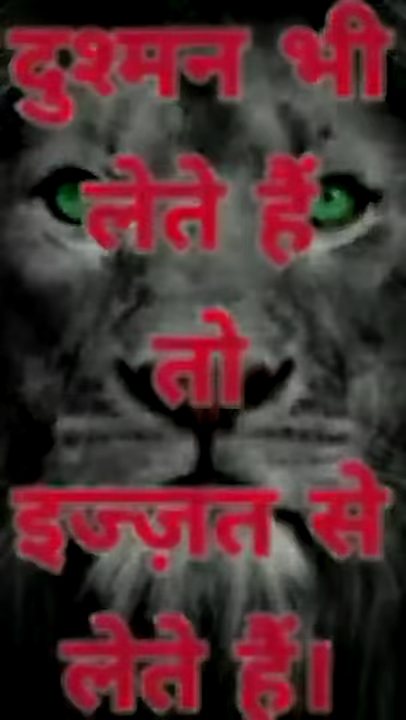 दुश्मन भी
लेते हैं
तो
इज्ज़त से
लेते हैं।